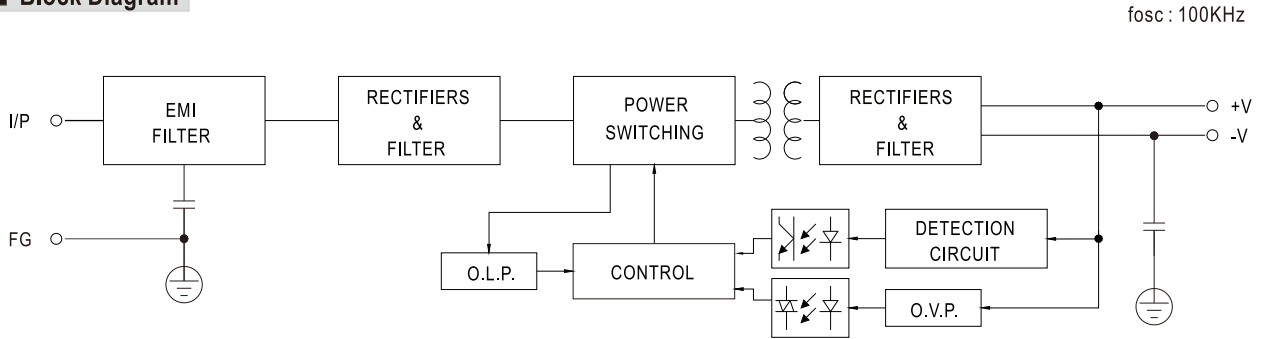 Block Diagram
fosc : 100KHz
I/P
EMI
FILTER
RECTIFIERS
&
FILTER
POWER
SWITCHING
RECTIFIERS
&
FILTER
+V
-V
FG
O.L.P.
CONTROL
DETECTION
CIRCUIT
O.V.P.